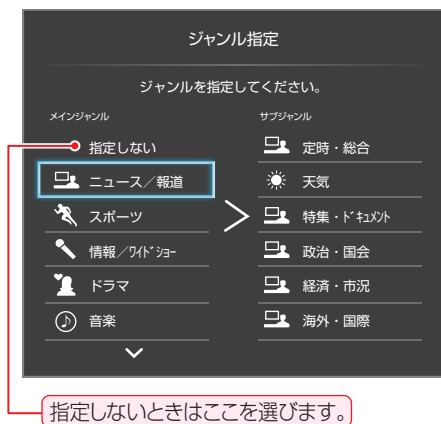 ジャンル指定
ジャンルを指定してください。
メインジャンル
サブジャンル
指定しない
定時・総合
ニュース／報道
天気
スポーツ
特集・ﾄﾞｷｭﾒﾝﾄ
情報／ﾜｲﾄﾞｼｮｰ
政治・国会
ドラマ
経済・市況
音楽
海外・国際
指定しないときはここを選びます。